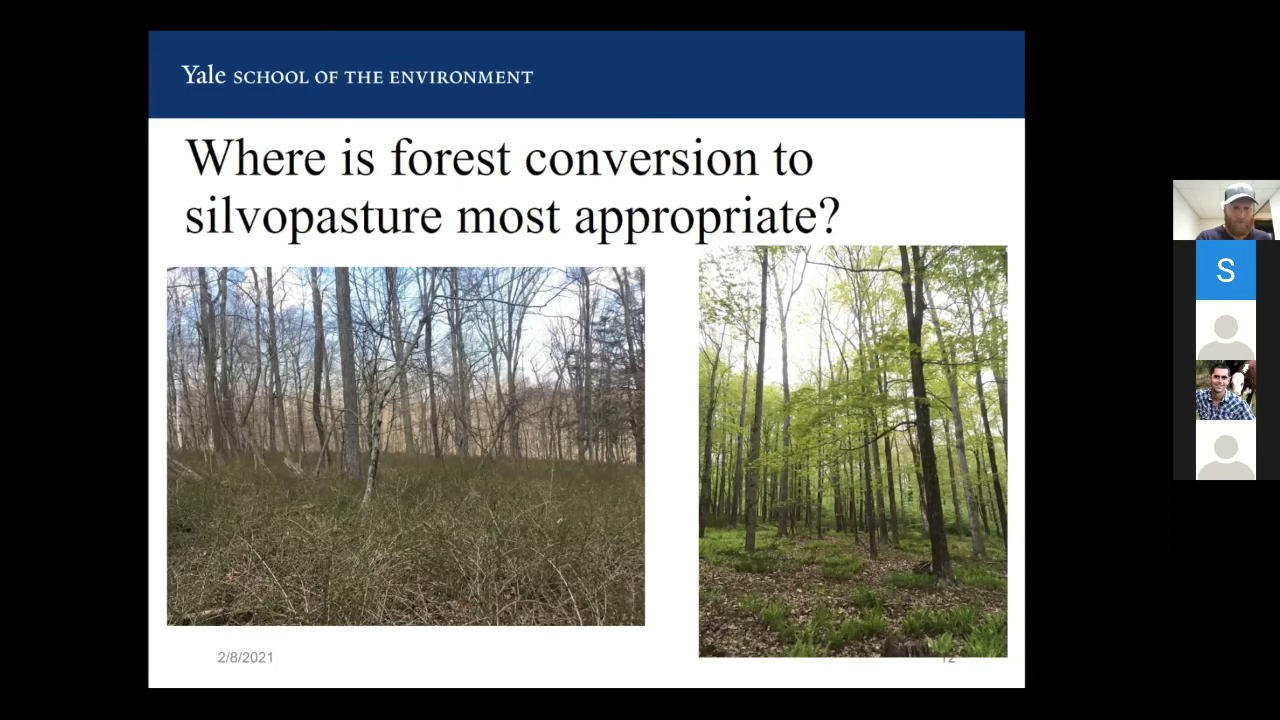 Yale SCHOOL OF THE ENVIRONMENT
Where is forest conversion to
silvopasture most appropriate?
S
2/8/2021
12